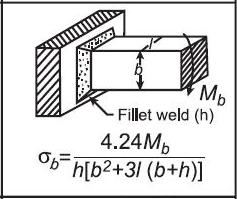 l
b
M_b
Fillet weld (h)
σ_b = 4.24M_b / h[b²+3l (b+h)]